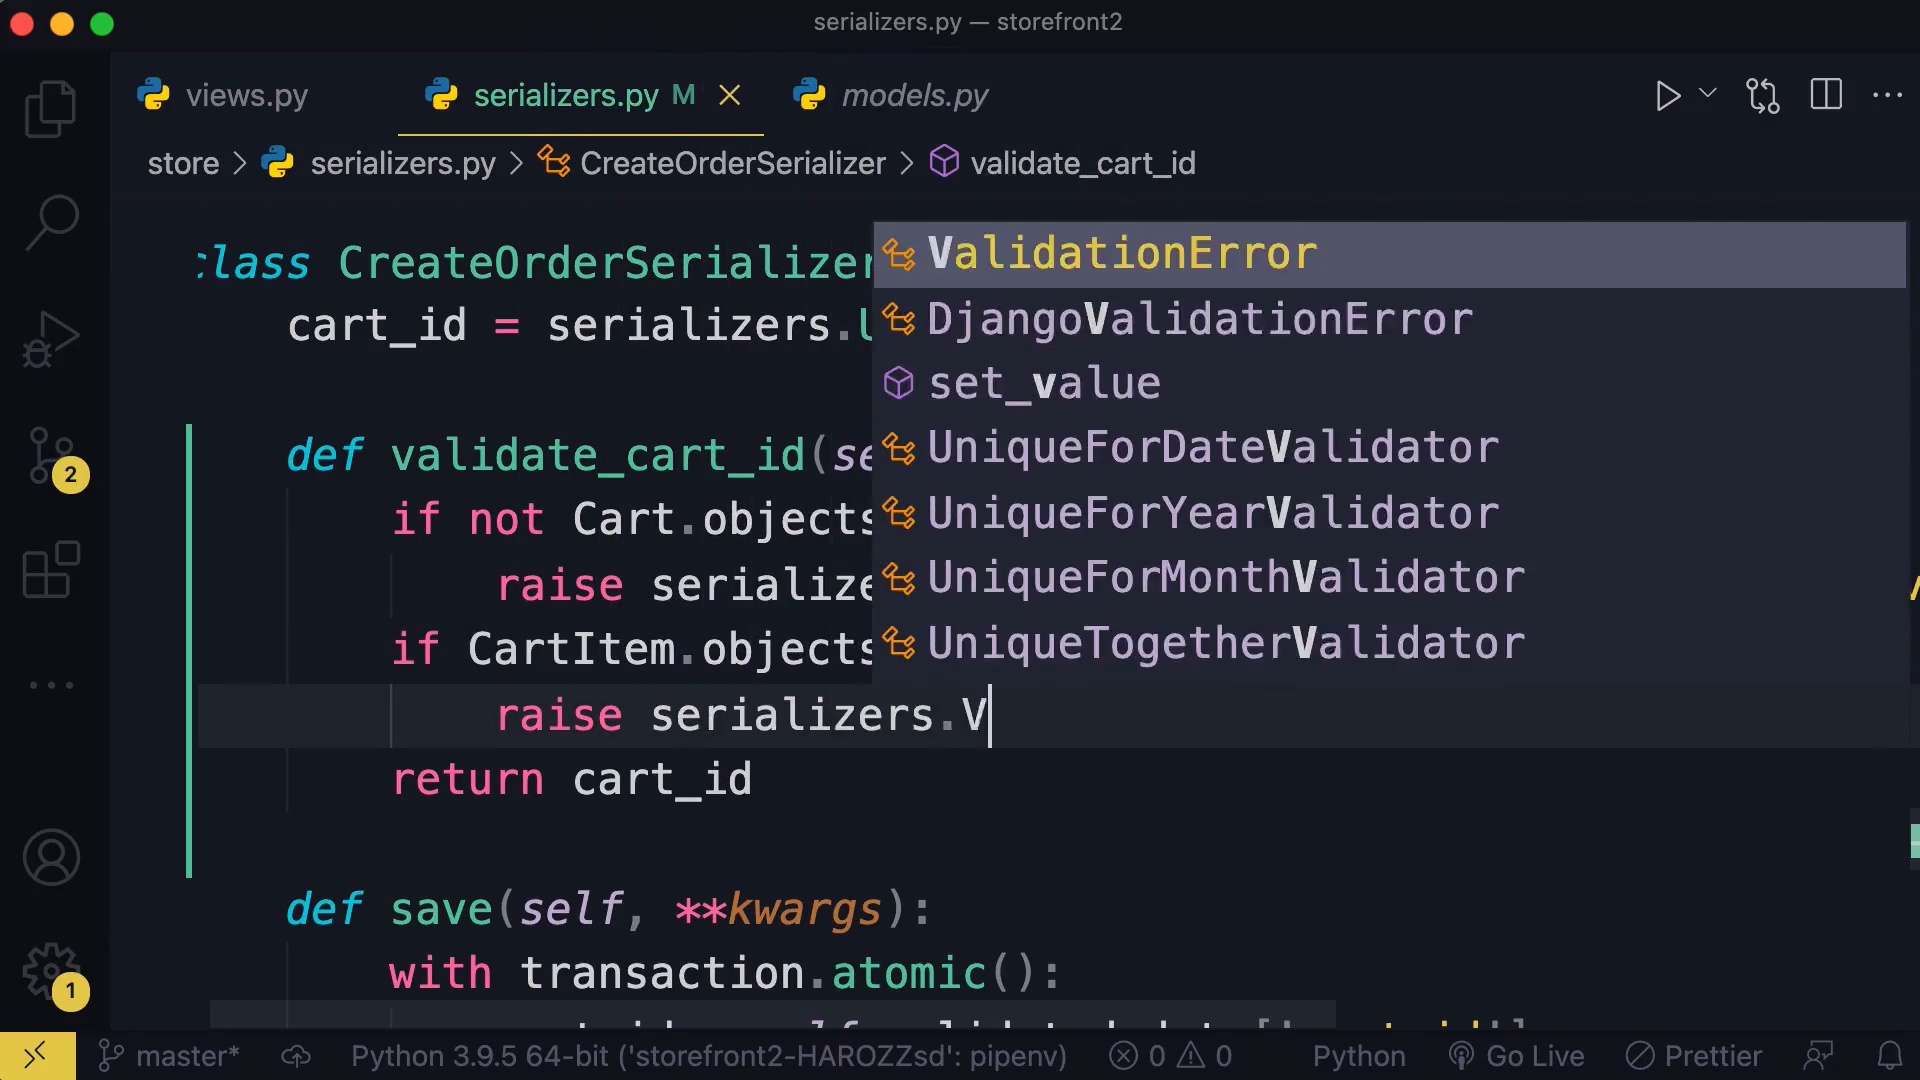 serializers.py — storefront2
views.py serializers.py M models.py
store > serializers.py > CreateOrderSerializer > validate_cart_id
class CreateOrderSerializer
cart_id = serializers.U
def validate_cart_id(se
if not Cart.objects
raise serialize
if CartItem.objects
raise serializers.V
return cart_id
def save(self, **kwargs):
with transaction.atomic():
ValidationError
DjangoValidationError
set_value
UniqueForDateValidator
UniqueForYearValidator
UniqueForMonthValidator
UniqueTogetherValidator
2
1
master* Python 3.9.5 64-bit ('storefront2-HAROZZsd': pipenv) 0 0 Python Go Live Prettier